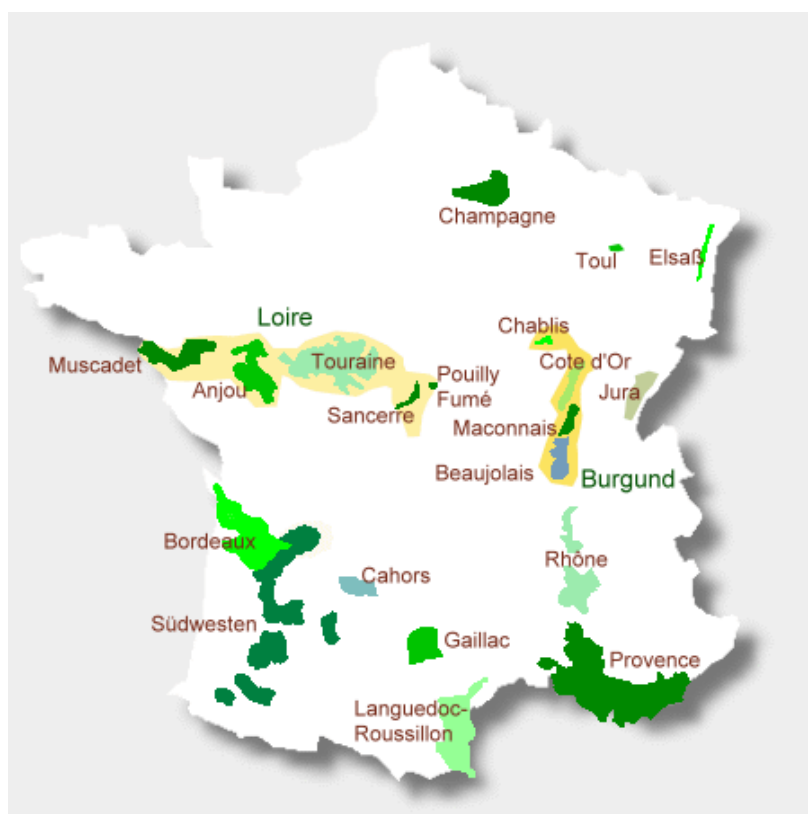 Champagne
Toul
Elsaß
Loire
Chablis
Muscadet
Touraine
Cote d'Or
Anjou
Pouilly
Fumé
Jura
Sancerre
Maconnais
Beaujolais
Burgund
Bordeaux
Rhône
Cahors
Südwesten
Gaillac
Provence
Languedoc-
Roussillon